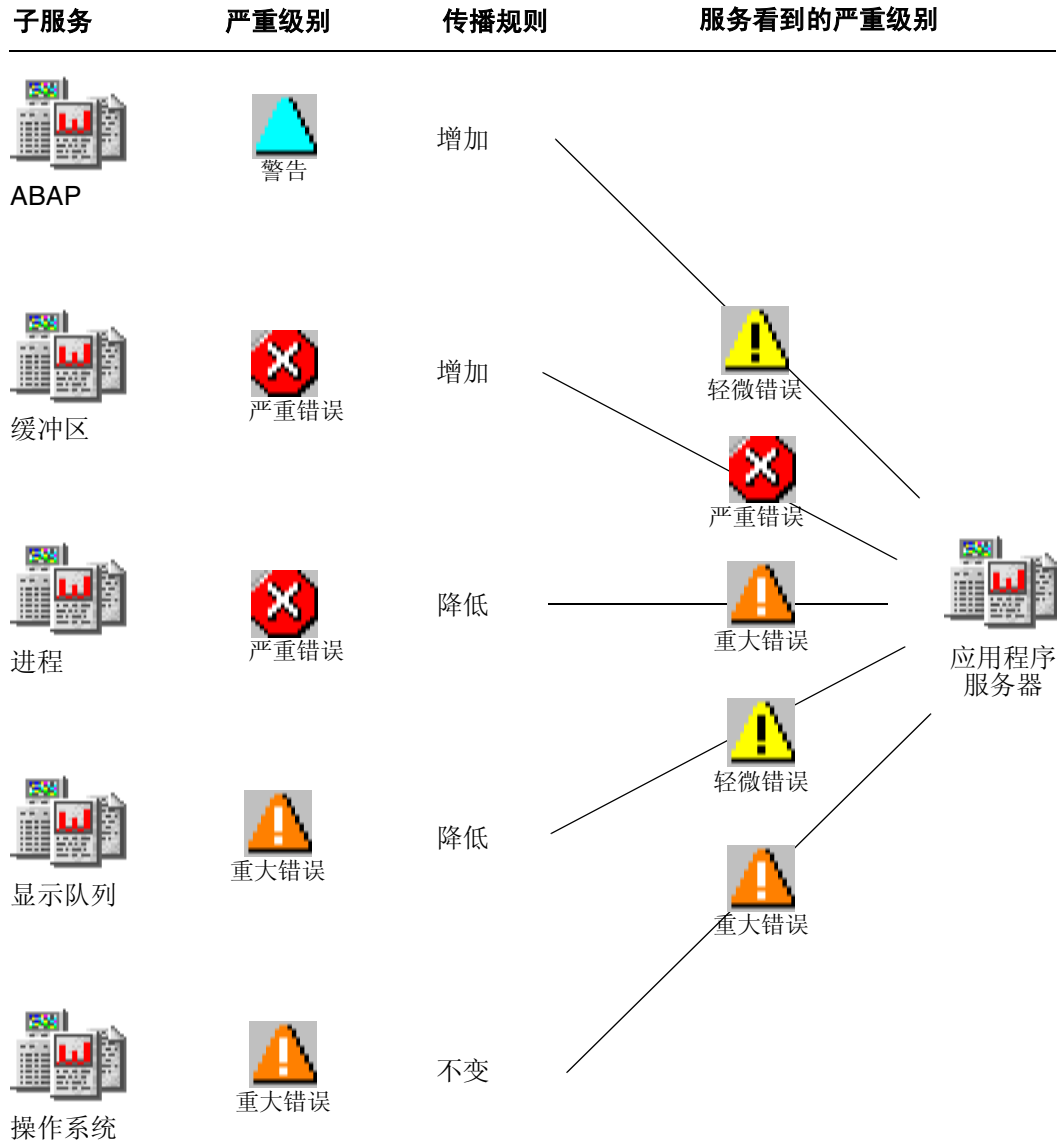 子服务 严重级别 传播规则 服务看到的严重级别
ABAP
警告
增加
轻微错误
缓冲区
严重错误
增加
严重错误
进程
严重错误
降低
重大错误
应用程序
服务器
显示队列
重大错误
降低
轻微错误
操作系统
重大错误
不变
重大错误